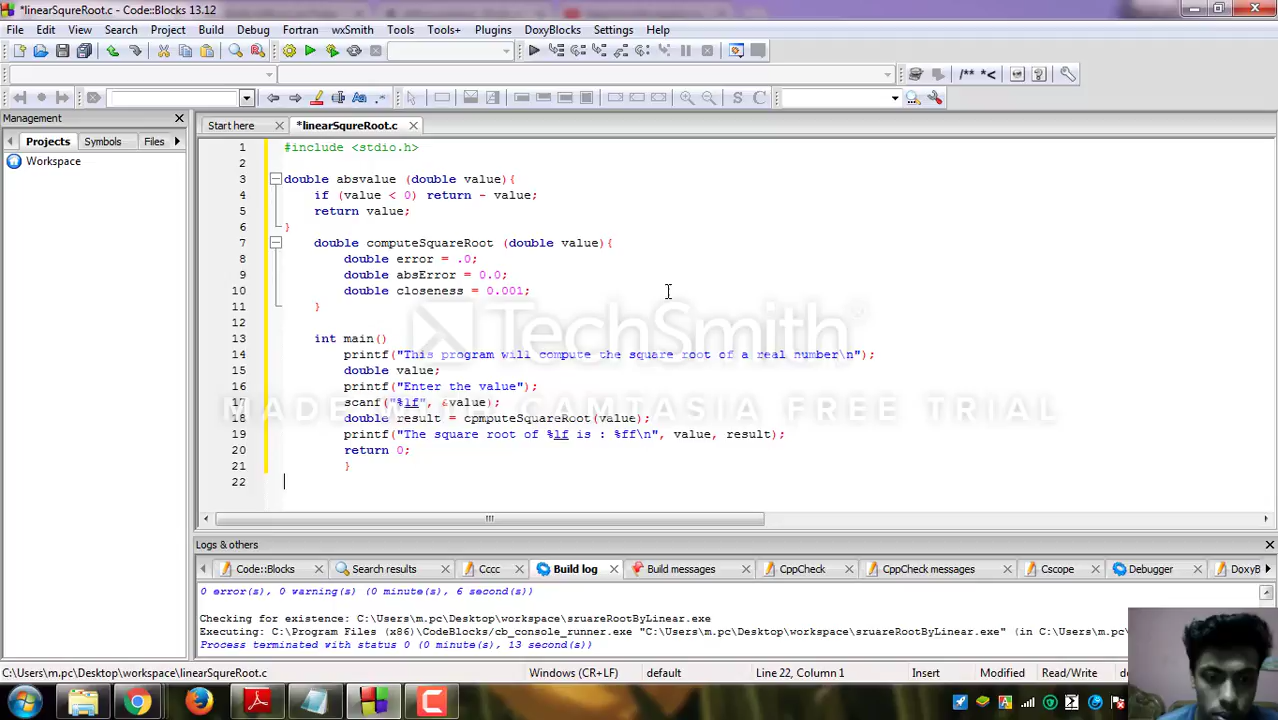 *linearSqureRoot.c - Code::Blocks 13.12
File Edit View Search Project Build Debug Fortran wxSmith Tools Tools+ Plugins DoxyBlocks Settings Help
/** *<
Aa .*
S C
Management
Projects Symbols Files
Workspace
Start here *linearSqureRoot.c
1 #include <stdio.h>
2
3 double absvalue (double value){
4 if (value < 0) return - value;
5 return value;
6 }
7 double computeSquareRoot (double value){
8 double error = .0;
9 double absError = 0.0;
10 double closeness = 0.001;
11 }
12
13 int main()
14 printf("This program will compute the square root of a real number\n");
15 double value;
16 printf("Enter the value");
17 scanf("%lf", &value);
18 double result = computeSquareRoot(value);
19 printf("The square root of %lf is : %ff\n", value, result);
20 return 0;
21 }
22
TechSmith
MADE WITH CAMTASIA FREE TRIAL
Logs & others
Code::Blocks Search results Cccc Build log Build messages CppCheck CppCheck messages Cscope Debugger DoxyB
0 error(s), 0 warning(s) (0 minute(s), 6 second(s))
Checking for existence: C:\Users\m.pc\Desktop\workspace\sruareRootByLinear.exe
Executing: C:\Program Files (x86)\CodeBlocks/cb_console_runner.exe "C:\Users\m.pc\Desktop\workspace\sruareRootByLinear.exe" (in C:\Users\m.pc\Des
Process terminated with status 0 (0 minute(s), 13 second(s))
C:\Users\m.pc\Desktop\workspace\linearSqureRoot.c Windows (CR+LF) default Line 22, Column 1 Insert Modified Read/Write de